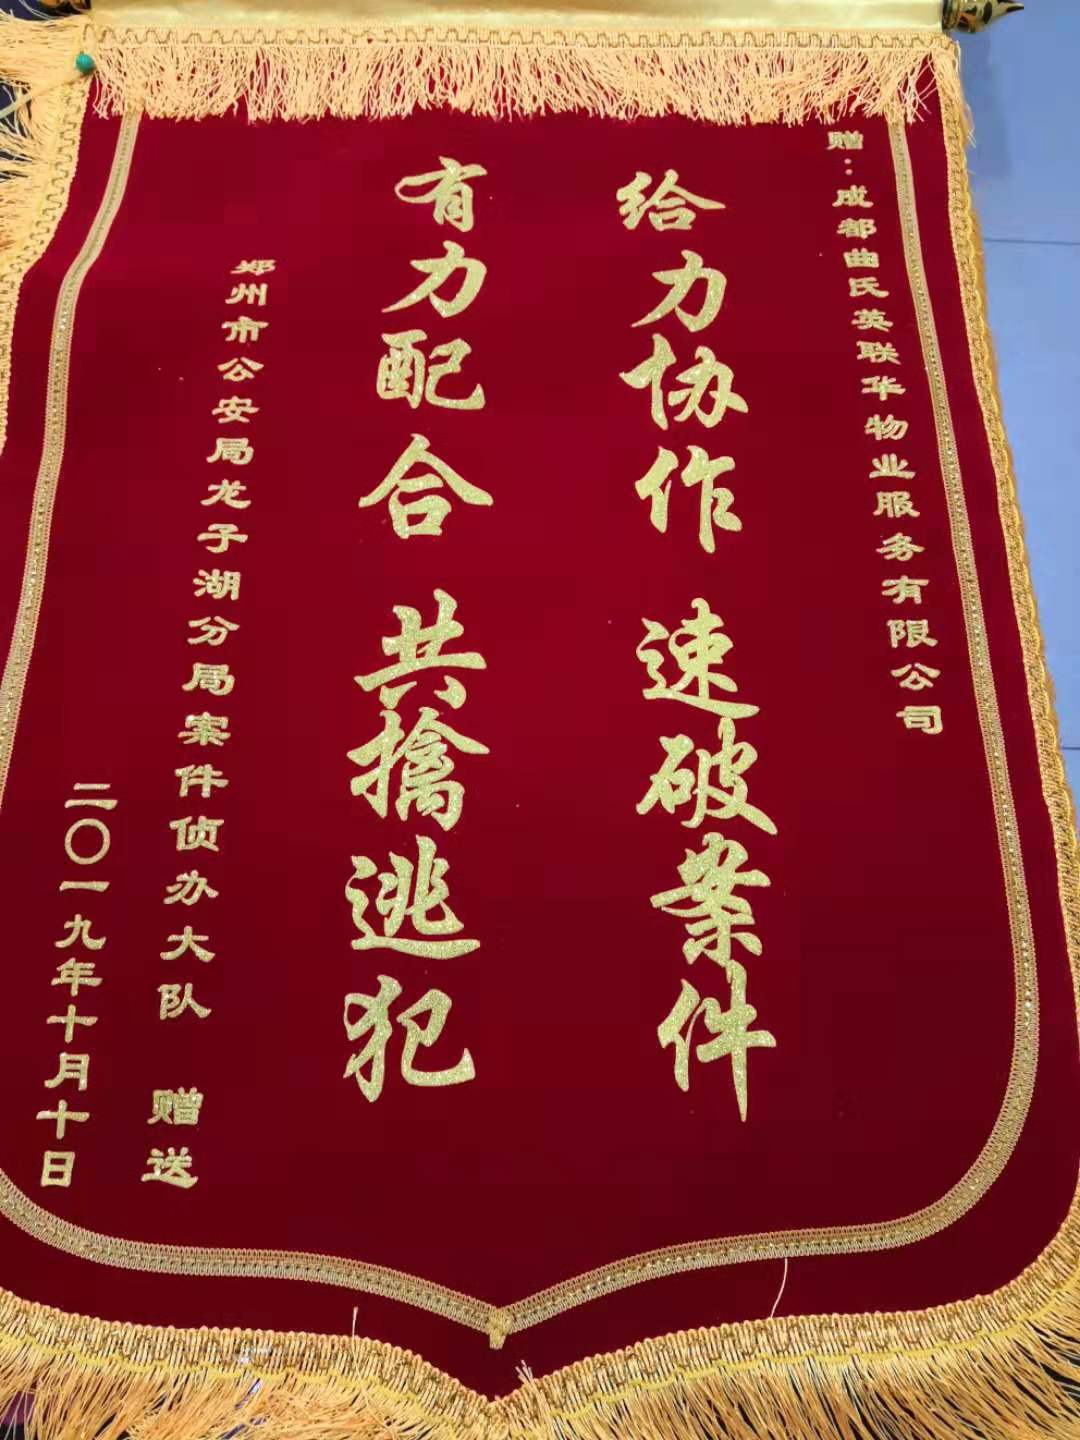 赠：成都曲氏英联华物业服务有限公司
给力协作 速破案件
有力配合 共擒逃犯
郑州市公安局龙子湖分局案件侦办大队 赠送
二〇一九年十月十日